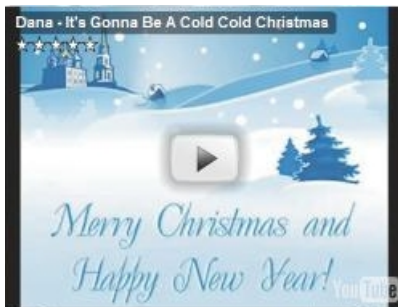 Dana - It's Gonna Be A Cold Cold Christmas
Merry Christmas and
Happy New Year!
YouTube